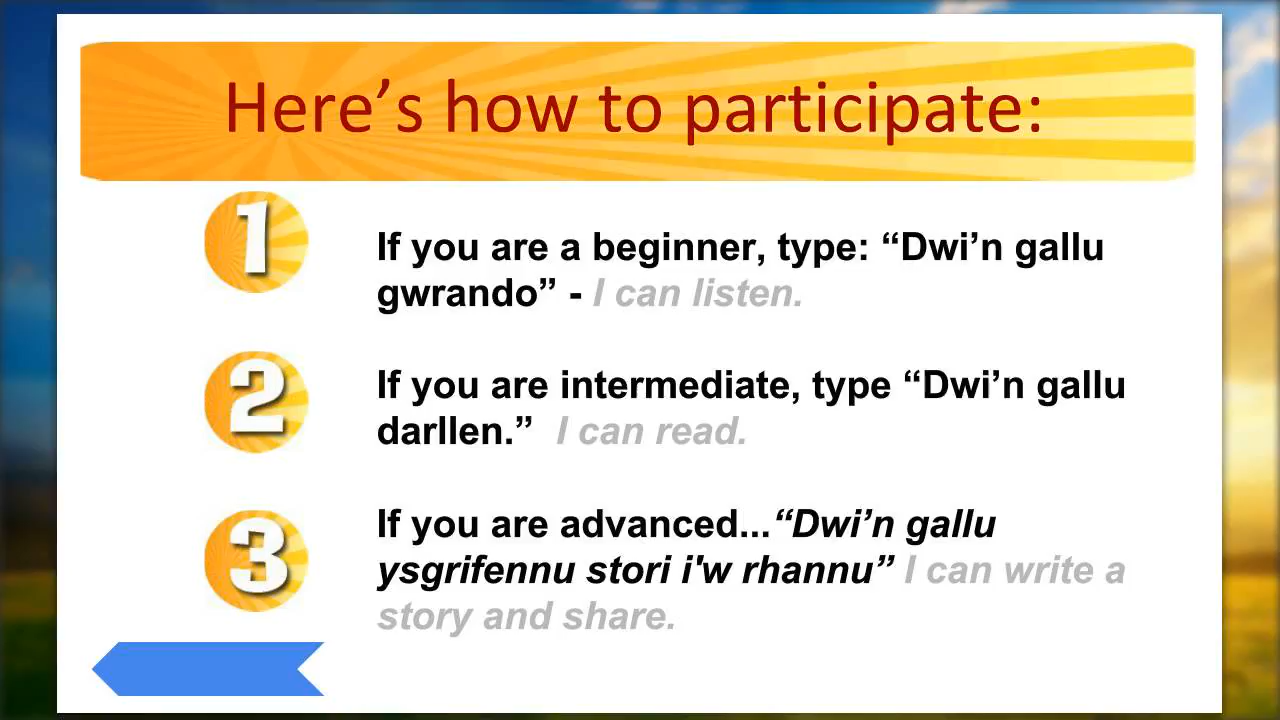 Here’s how to participate:
1
If you are a beginner, type: “Dwi’n gallu
gwrando” - I can listen.
2
If you are intermediate, type “Dwi’n gallu
darllen.” I can read.
3
If you are advanced...“Dwi’n gallu
ysgrifennu stori i'w rhannu” I can write a
story and share.